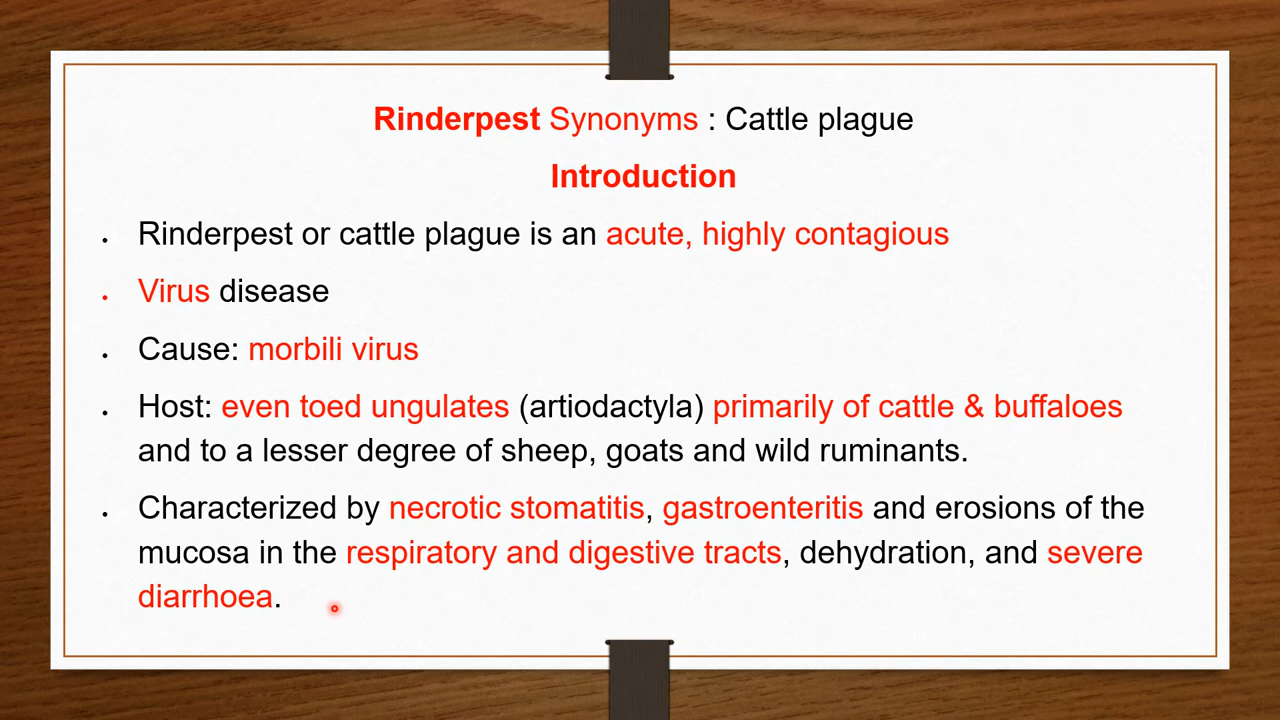 Rinderpest Synonyms : Cattle plague
Introduction
• Rinderpest or cattle plague is an acute, highly contagious
• Virus disease
• Cause: morbili virus
• Host: even toed ungulates (artiodactyla) primarily of cattle & buffaloes
and to a lesser degree of sheep, goats and wild ruminants.
• Characterized by necrotic stomatitis, gastroenteritis and erosions of the
mucosa in the respiratory and digestive tracts, dehydration, and severe
diarrhoea.